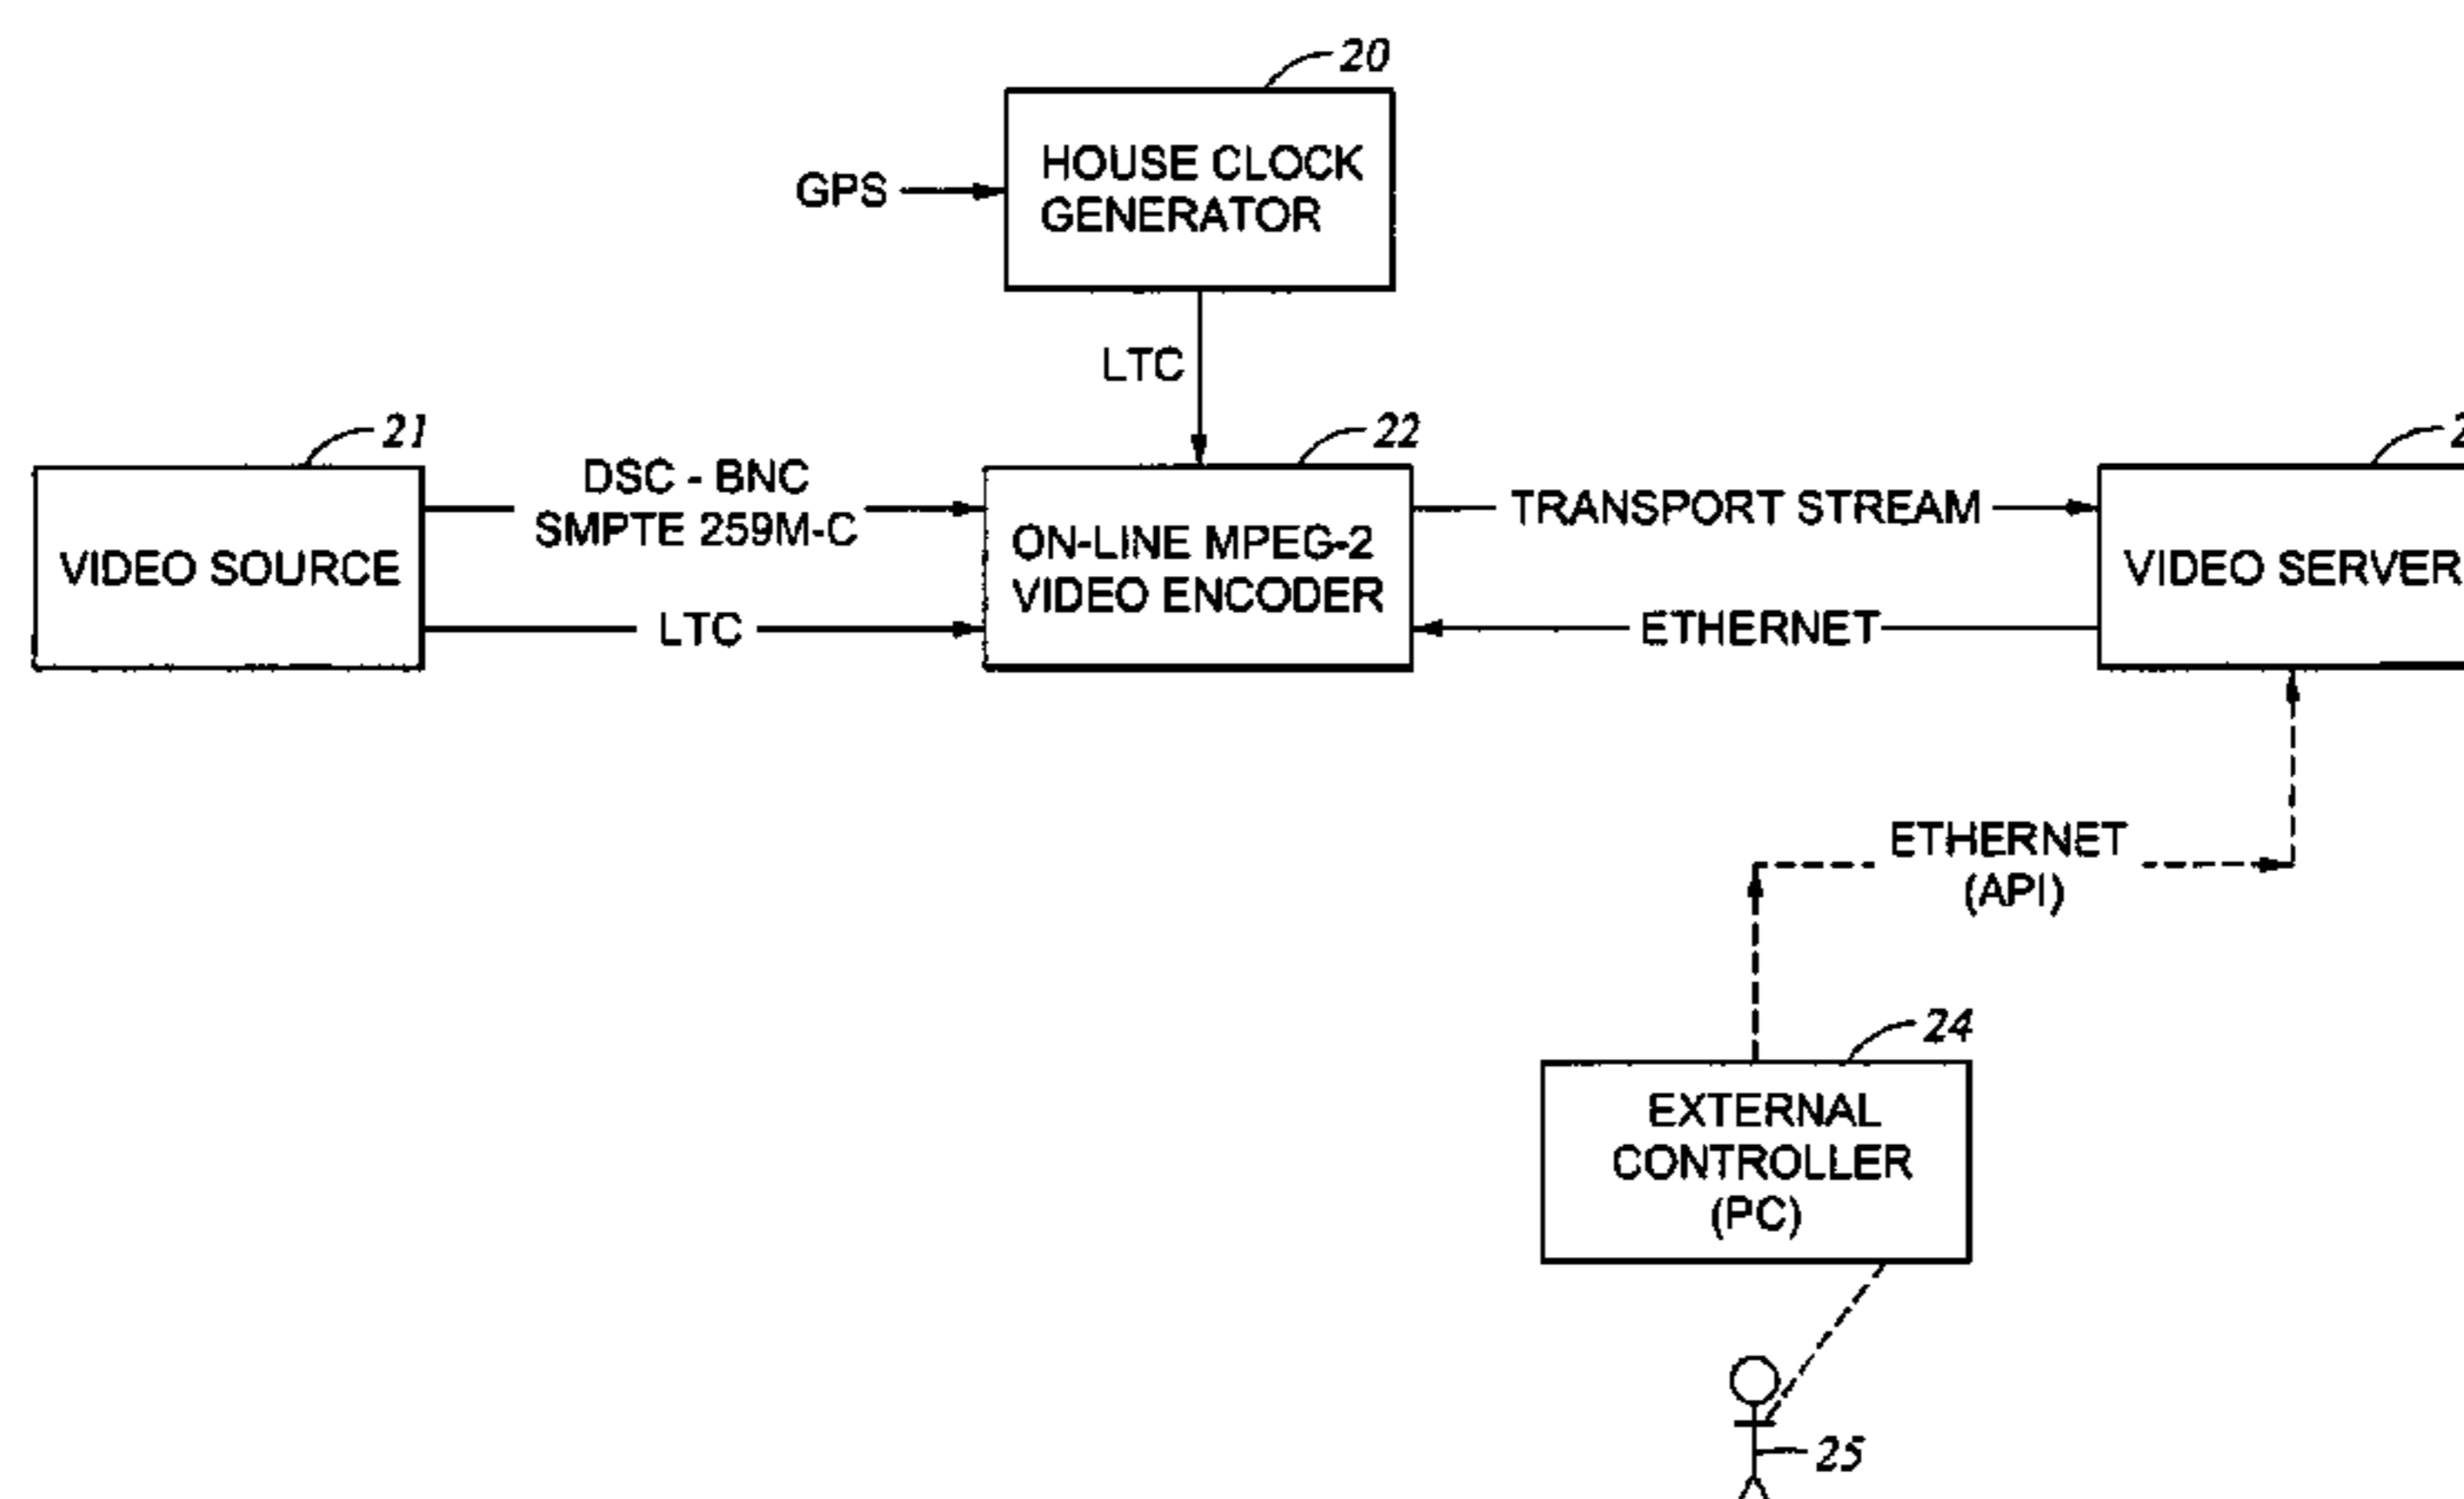 20
HOUSE CLOCK
GENERATOR
GPS
LTC
21
22
DSC - BNC
SMPTE 259M-C
VIDEO SOURCE
LTC
ON-LINE MPEG-2
VIDEO ENCODER
TRANSPORT STREAM
ETHERNET
VIDEO SERVER
ETHERNET
(API)
24
EXTERNAL
CONTROLLER
(PC)
25